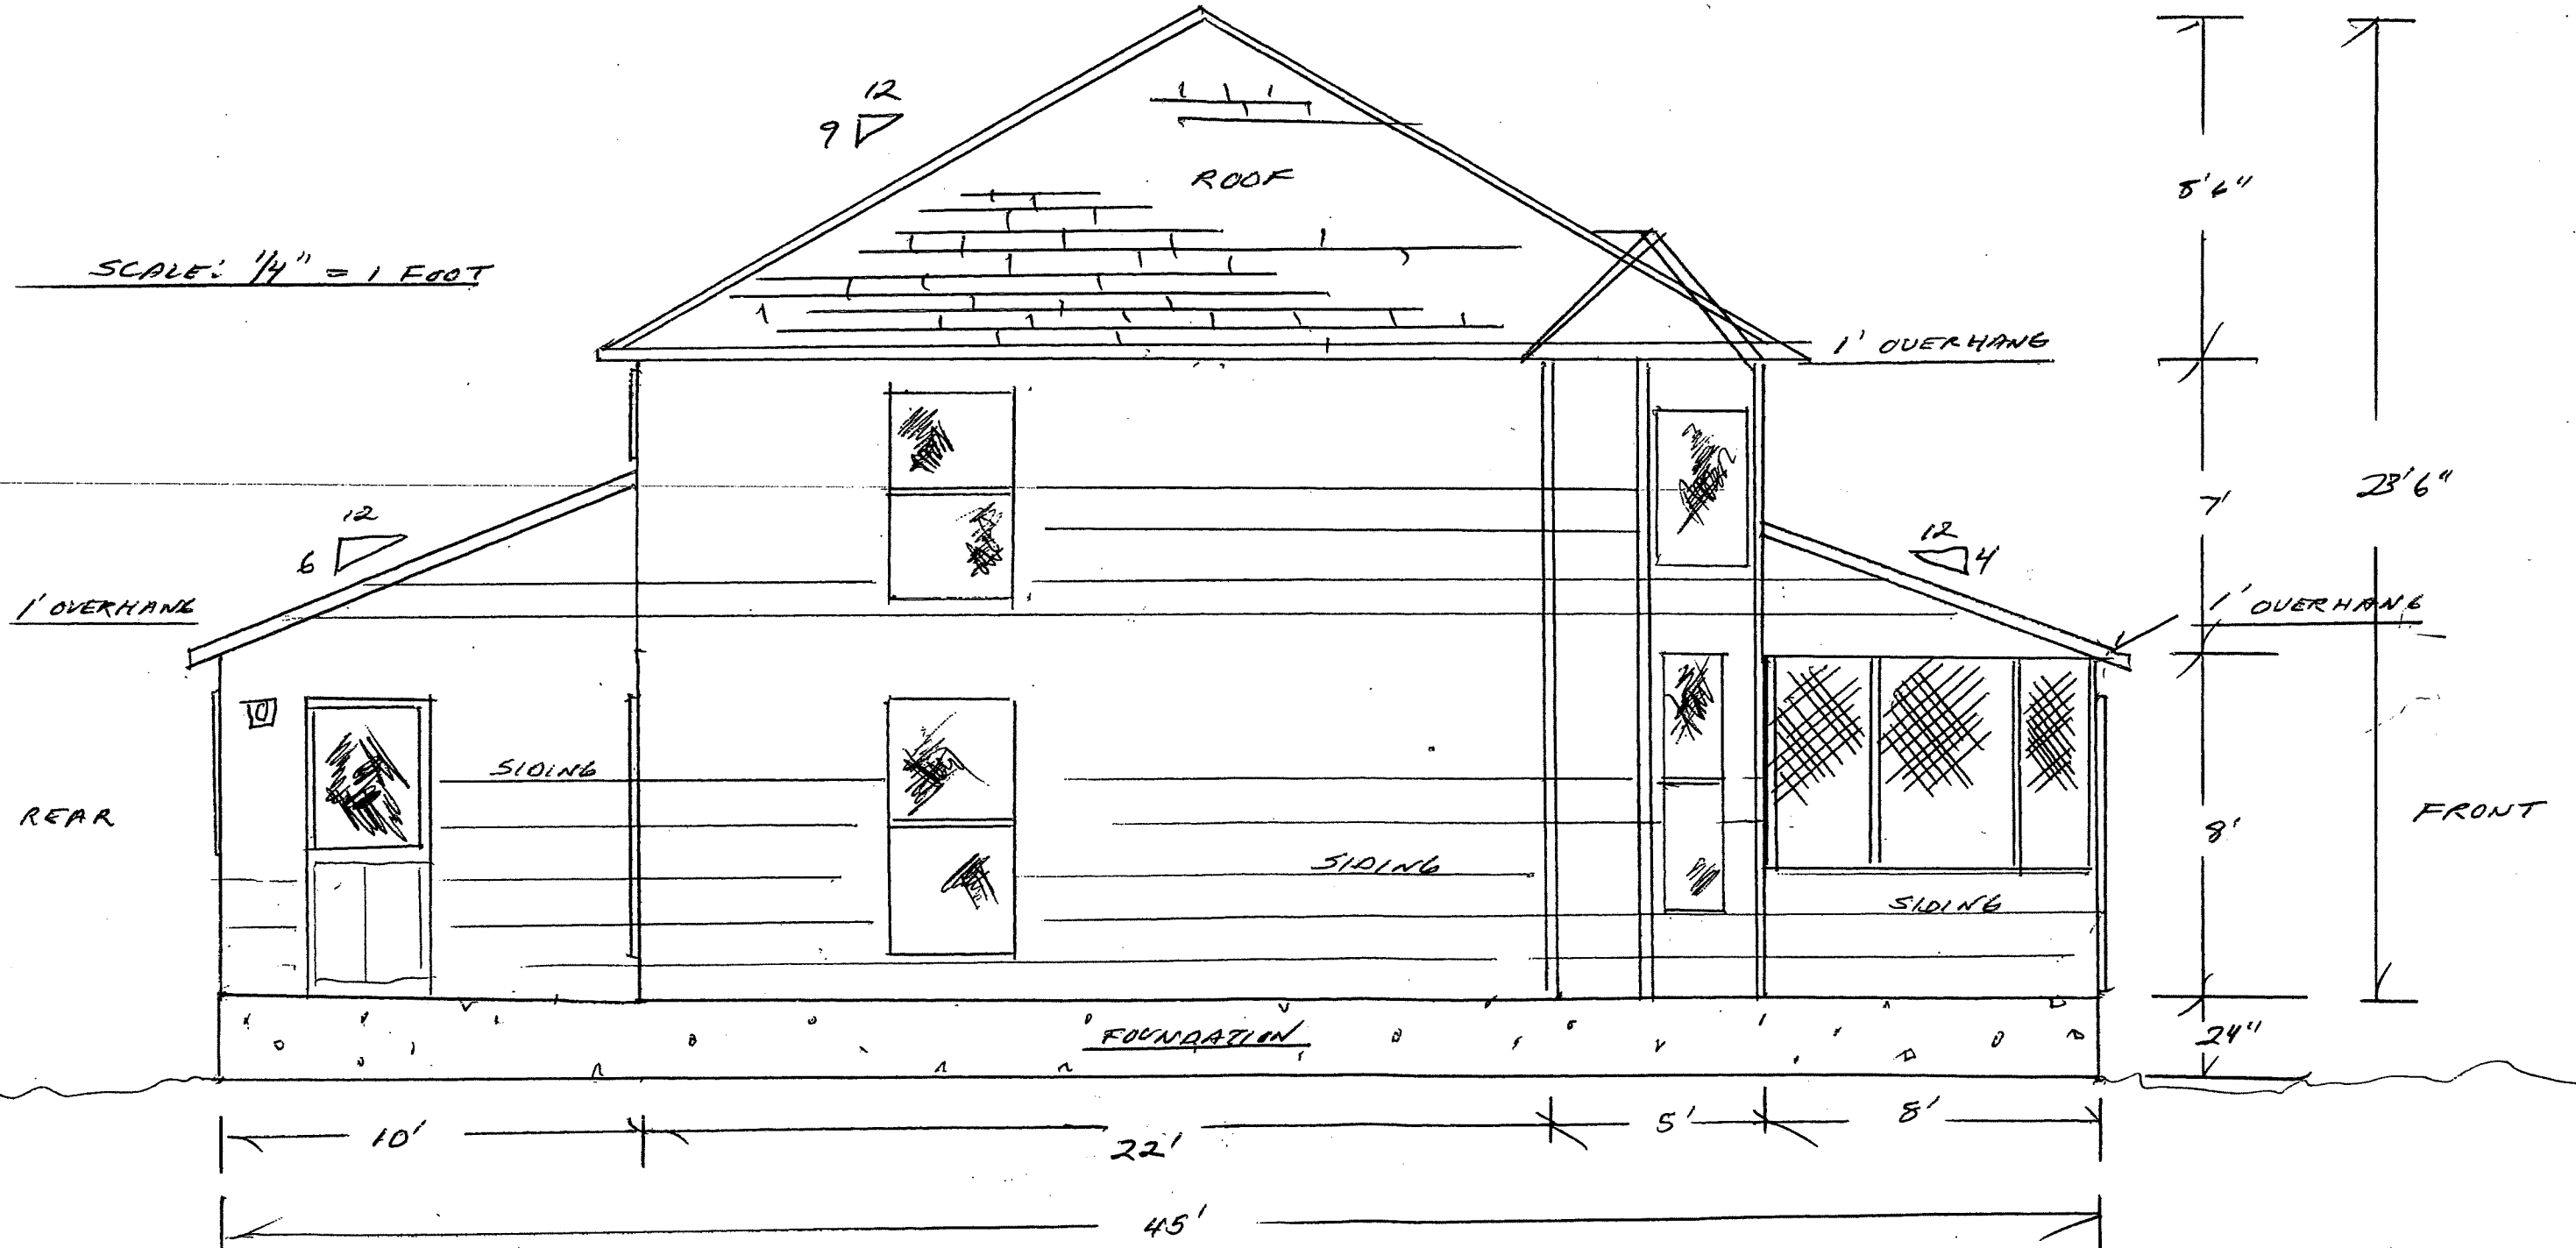 12
9
ROOF
8'6"
SCALE: 1/4" = 1 FOOT
1' OVERHANG
23'6"
7'
12
6
12
4
1' OVERHANG
1' OVERHANG
SIDING
REAR
8'
FRONT
SIDING
SIDING
FOUNDATION
24"
10'
22'
5'
8'
45'